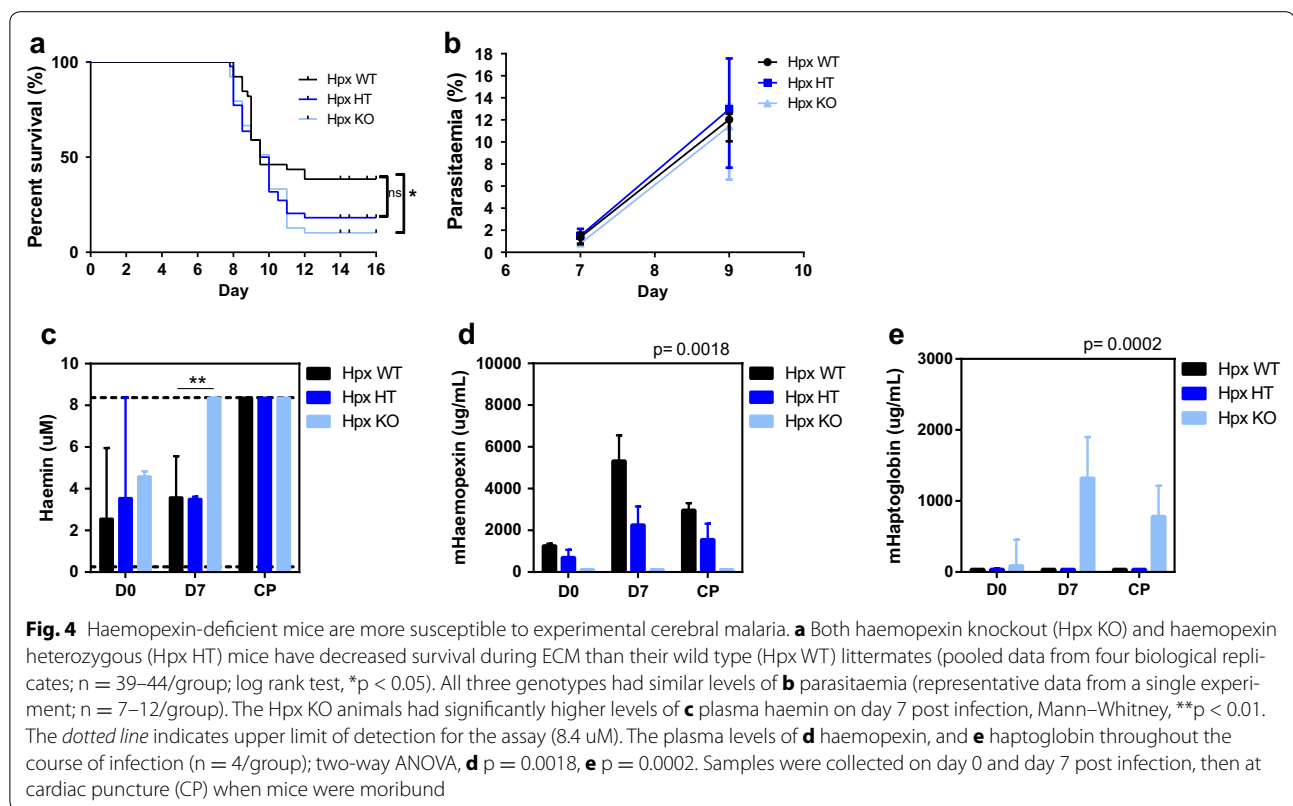 a
Percent survival (%)
100
50
0
0 2 4 6 8 10 12 14 16
Day
Hpx WT
Hpx HT
Hpx KO
ns
*
b
Parasitaemia (%)
18
16
14
12
10
8
6
4
2
0
6 7 8 9 10
Day
Hpx WT
Hpx HT
Hpx KO
c
Haemin (uM)
10
8
6
4
2
0
**
D0 D7 CP
Hpx WT
Hpx HT
Hpx KO
d
p= 0.0018
mHaemopexin (ug/mL)
10000
8000
6000
4000
2000
0
D0 D7 CP
Hpx WT
Hpx HT
Hpx KO
e
p= 0.0002
mHaptoglobin (ug/mL)
3000
2000
1000
0
D0 D7 CP
Hpx WT
Hpx HT
Hpx KO
Fig. 4 Haemopexin-deficient mice are more susceptible to experimental cerebral malaria. a Both haemopexin knockout (Hpx KO) and haemopexin
heterozygous (Hpx HT) mice have decreased survival during ECM than their wild type (Hpx WT) littermates (pooled data from four biological repli-
cates; n = 39–44/group; log rank test, *p < 0.05). All three genotypes had similar levels of b parasitaemia (representative data from a single experi-
ment; n = 7–12/group). The Hpx KO animals had significantly higher levels of c plasma haemin on day 7 post infection, Mann–Whitney, **p < 0.01.
The dotted line indicates upper limit of detection for the assay (8.4 uM). The plasma levels of d haemopexin, and e haptoglobin throughout the
course of infection (n = 4/group); two-way ANOVA, d p = 0.0018, e p = 0.0002. Samples were collected on day 0 and day 7 post infection, then at
cardiac puncture (CP) when mice were moribund